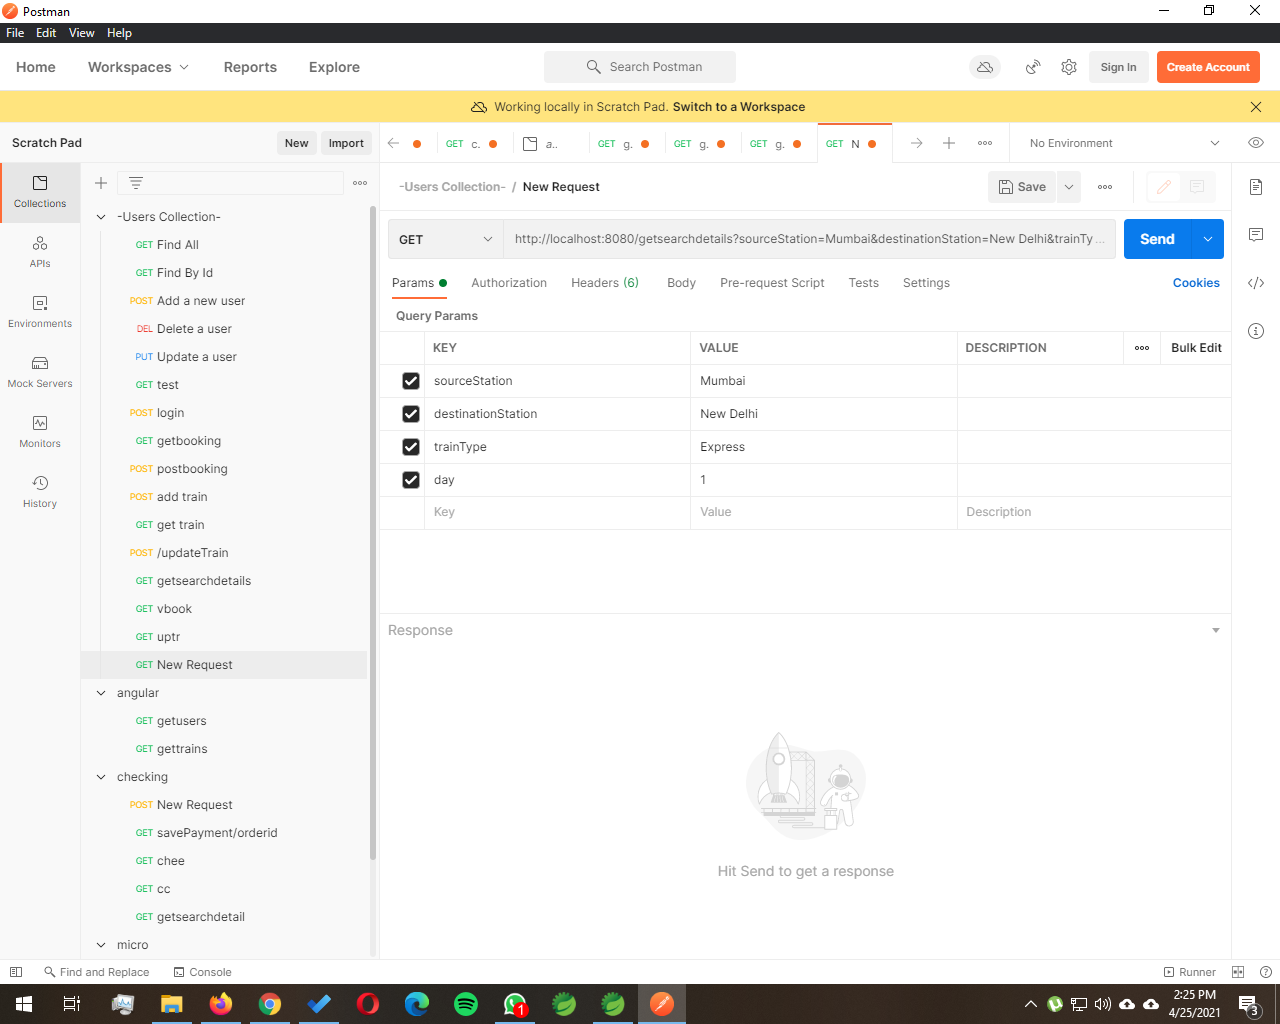 Postman
File Edit View Help
Home Workspaces Reports Explore Search Postman Sign In Create Account
Working locally in Scratch Pad. Switch to a Workspace
Scratch Pad New Import
GET c. a.. GET g. GET g. GET g. GET N No Environment
Collections
APIs
Environments
Mock Servers
Monitors
History
-Users Collection-
GET Find All
GET Find By Id
POST Add a new user
DEL Delete a user
PUT Update a user
GET test
POST login
GET getbooking
POST postbooking
POST add train
GET get train
POST /updateTrain
GET getsearchdetails
GET vbook
GET uptr
GET New Request
angular
GET getusers
GET gettrains
checking
POST New Request
GET savePayment/orderid
GET chee
GET cc
GET getsearchdetail
micro
-Users Collection- / New Request Save
GET http://localhost:8080/getsearchdetails?sourceStation=Mumbai&destinationStation=New Delhi&trainTy... Send
Params Authorization Headers (6) Body Pre-request Script Tests Settings Cookies
Query Params
KEY VALUE DESCRIPTION Bulk Edit
sourceStation Mumbai
destinationStation New Delhi
trainType Express
day 1
Key Value Description
Response
Hit Send to get a response
Find and Replace Console Runner
1 2:25 PM
4/25/2021 3